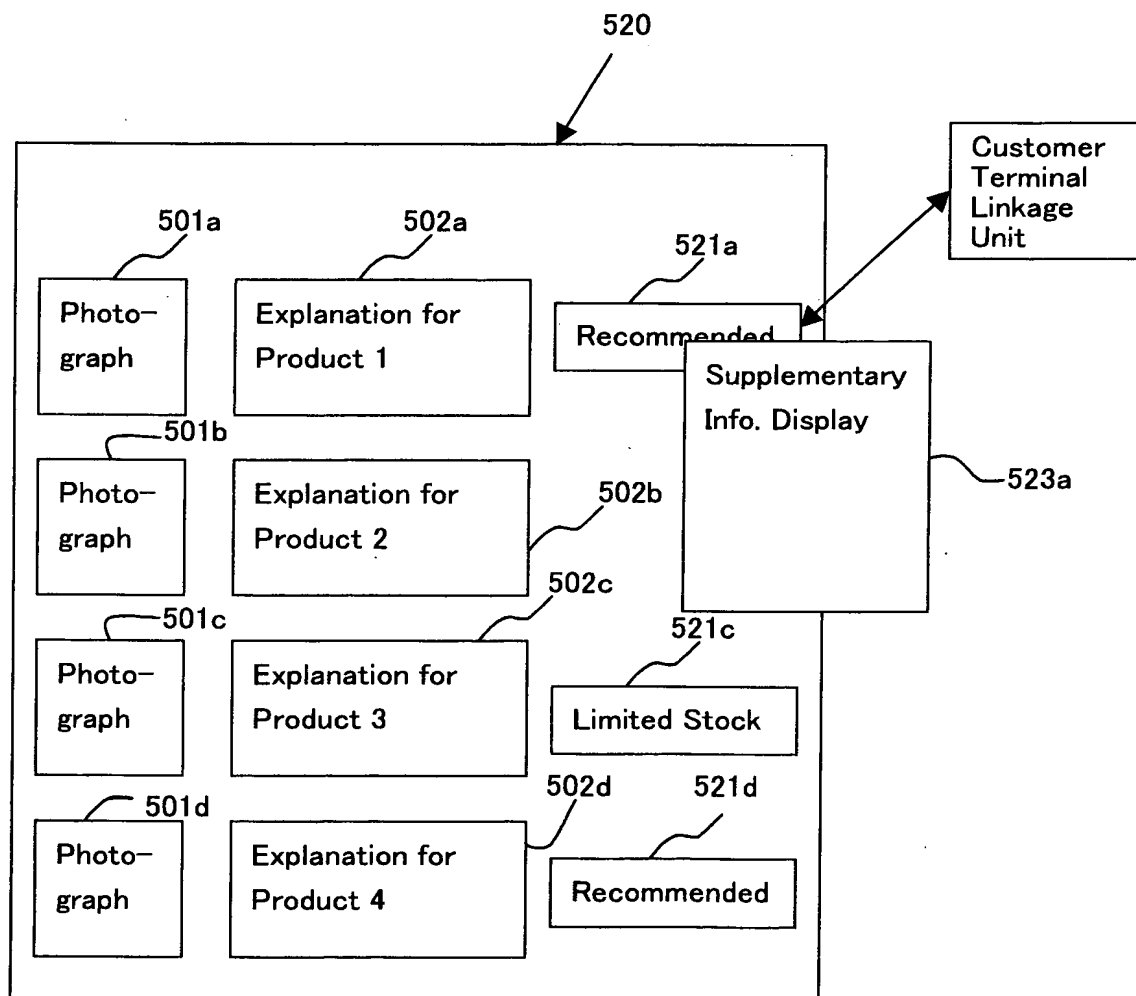 520
Customer
Terminal
Linkage
Unit
501a
502a
521a
Photo-
graph
Explanation for
Product 1
Recommended
Supplementary
Info. Display
523a
501b
Photo-
graph
Explanation for
Product 2
502b
501c
502c
521c
Photo-
graph
Explanation for
Product 3
Limited Stock
501d
502d
521d
Photo-
graph
Explanation for
Product 4
Recommended